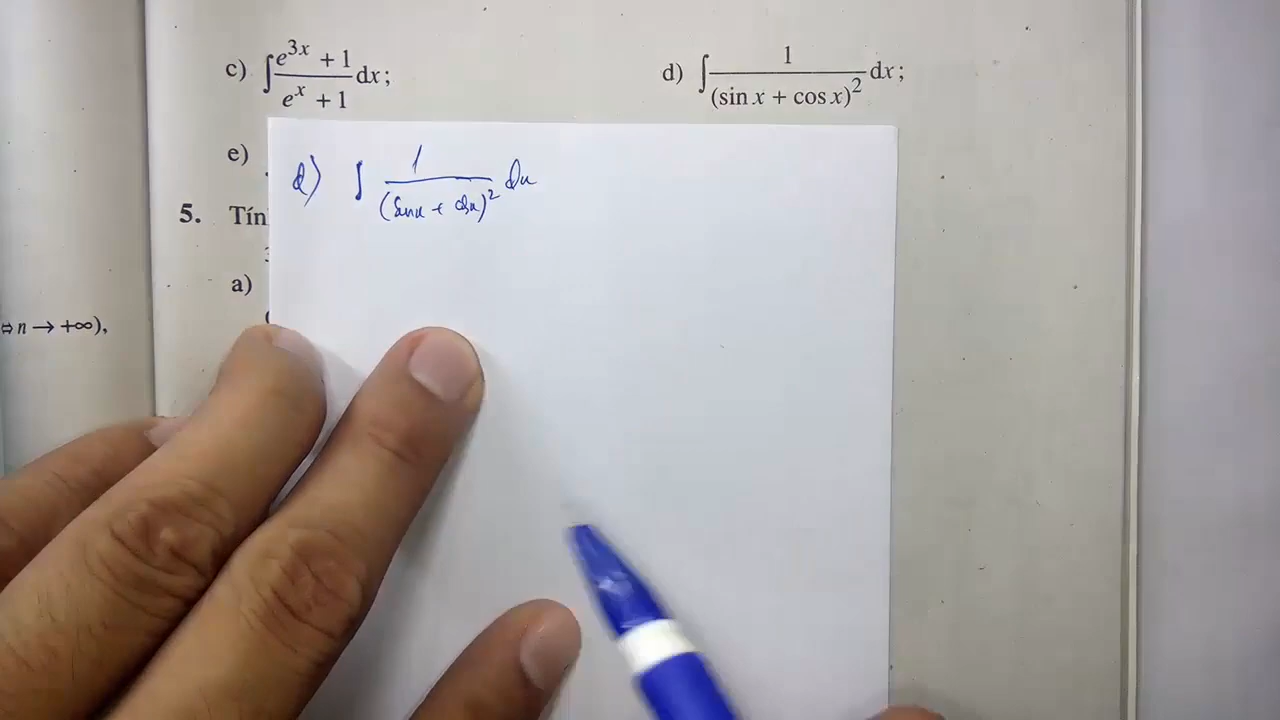 c) ∫ (e^{3x} + 1)/(e^x + 1) dx;
d) ∫ 1/(sin x + cos x)^2 dx;
e)
d) ∫ 1/(sinx + cosx)^2 dx
5. Tín
a)
⇔ n → +∞),